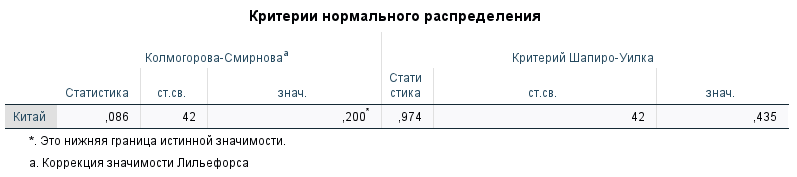 Критерии нормального распределения
Колмогорова-Смирноваa Критерий Шапиро-Уилка
Статистика ст.св. знач. Стати
стика ст.св. знач.
Китай ,086 42 ,200* ,974 42 ,435
*. Это нижняя граница истинной значимости.
a. Коррекция значимости Лильефорса